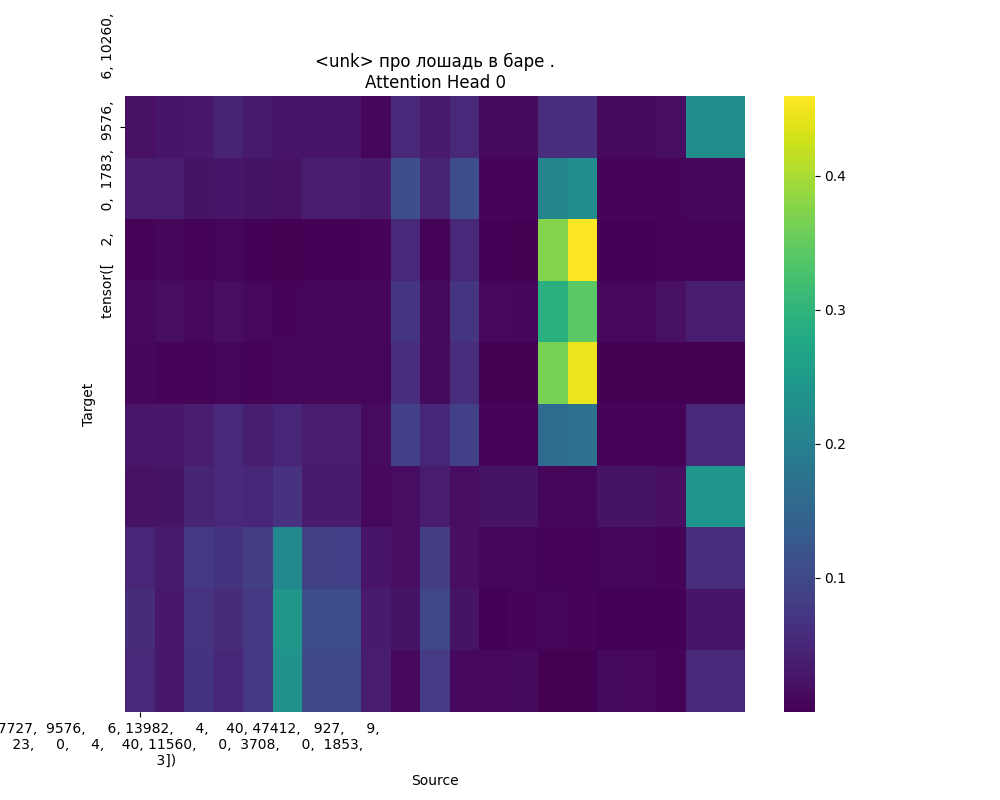 <unk> про лошадь в баре .
Attention Head 0
tensor([ 2, 0, 1783, 9576, 6, 10260,
Target
0.4
0.3
0.2
0.1
7727, 9576, 6, 13982, 4, 40, 47412, 927, 9,
23, 0, 4, 40, 11560, 0, 3708, 0, 1853,
3])
Source